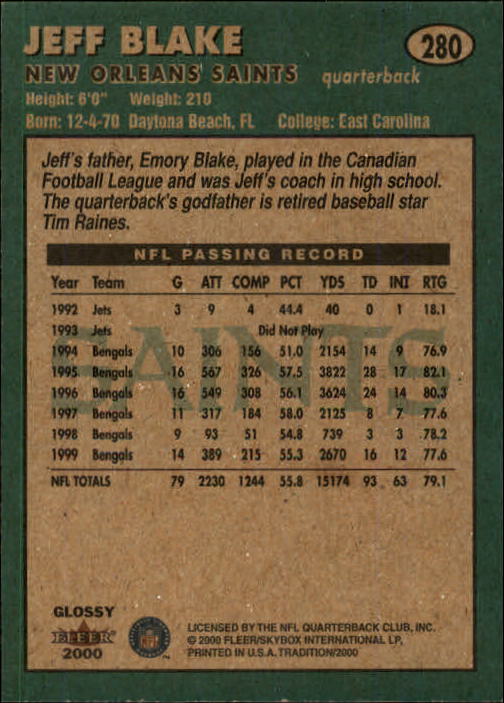 JEFF BLAKE
280
NEW ORLEANS SAINTS quarterback
Height: 6'0" Weight: 210
Born: 12-4-70 Daytona Beach, FL College: East Carolina
Jeff's father, Emory Blake, played in the Canadian
Football League and was Jeff's coach in high school.
The quarterback's godfather is retired baseball star
Tim Raines.
NFL PASSING RECORD
Year Team G ATT COMP PCT YDS TD INT RTG
1992 Jets 3 9 4 44.4 40 0 1 18.1
1993 Jets Did Not Play
1994 Bengals 10 306 156 51.0 2154 14 9 76.9
1995 Bengals 16 567 326 57.5 3822 28 17 82.1
1996 Bengals 16 549 308 56.1 3624 24 14 80.3
1997 Bengals 11 317 184 58.0 2125 8 7 77.6
1998 Bengals 9 93 51 54.8 739 3 3 78.2
1999 Bengals 14 389 215 55.3 2670 16 12 77.6
NFL TOTALS 79 2230 1244 55.8 15174 93 63 79.1
SAINTS
GLOSSY
FLEER
2000
LICENSED BY THE NFL QUARTERBACK CLUB, INC.
© 2000 FLEER/SKYBOX INTERNATIONAL LP,
PRINTED IN U.S.A. TRADITION/2000